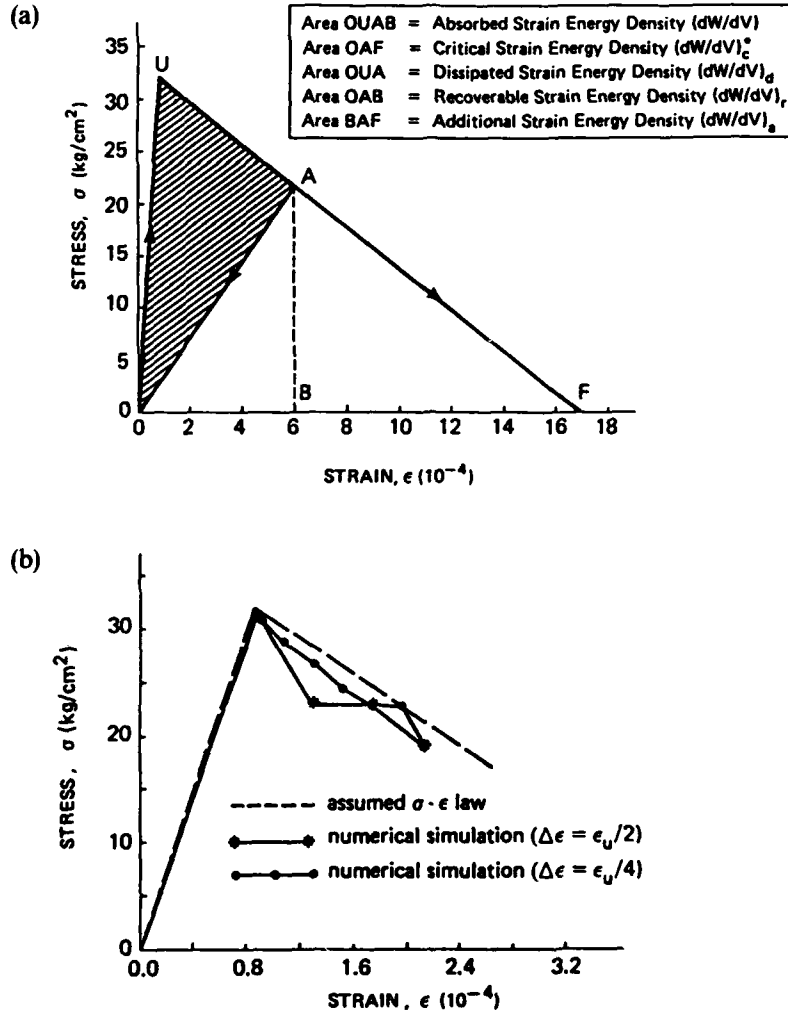 (a)
Area OUAB = Absorbed Strain Energy Density (dW/dV)
Area OAF = Critical Strain Energy Density (dW/dV)*c
Area OUA = Dissipated Strain Energy Density (dW/dV)d
Area OAB = Recoverable Strain Energy Density (dW/dV)r
Area BAF = Additional Strain Energy Density (dW/dV)a
STRESS, σ (kg/cm²)
35
30
25
20
15
10
5
0
U
A
B
F
0 2 4 6 8 10 12 14 16 18
STRAIN, ε (10⁻⁴)
(b)
STRESS, σ (kg/cm²)
30
20
10
0
assumed σ - ε law
numerical simulation (Δε = εu/2)
numerical simulation (Δε = εu/4)
0.0 0.8 1.6 2.4 3.2
STRAIN, ε (10⁻⁴)